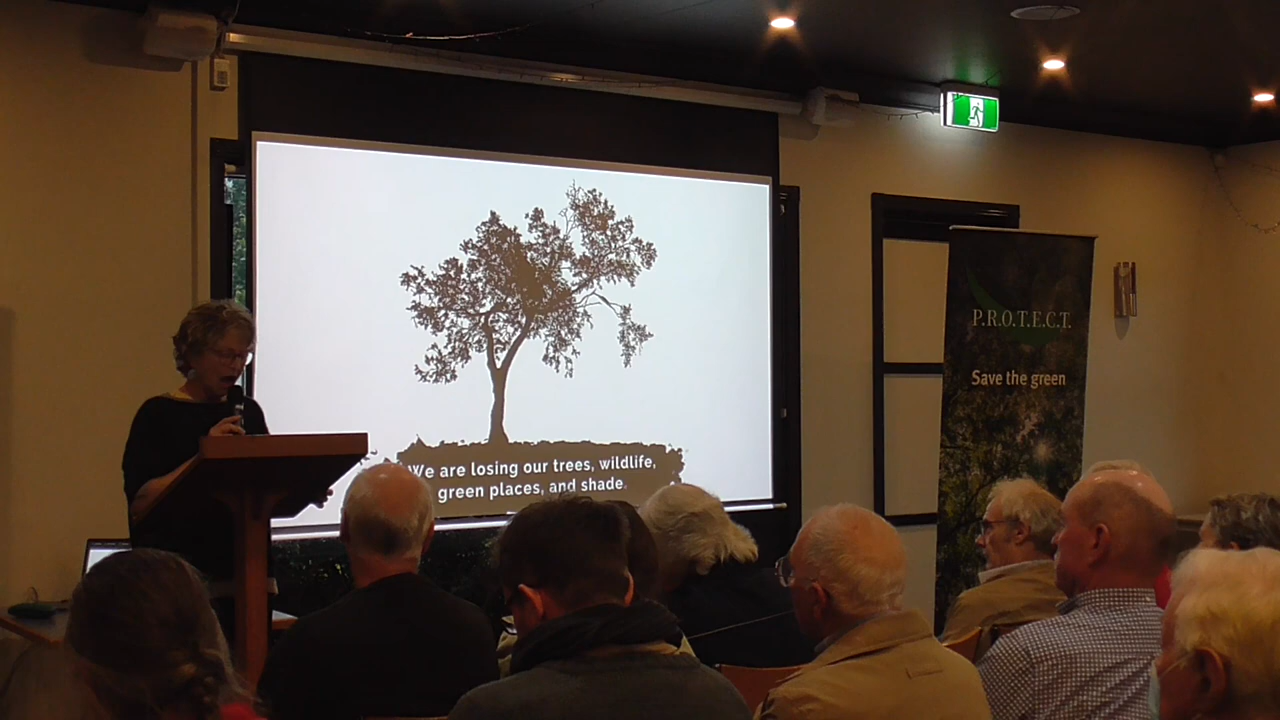 We are losing our trees, wildlife,
green places, and shade.
P.R.O.T.E.C.T.
Save the green